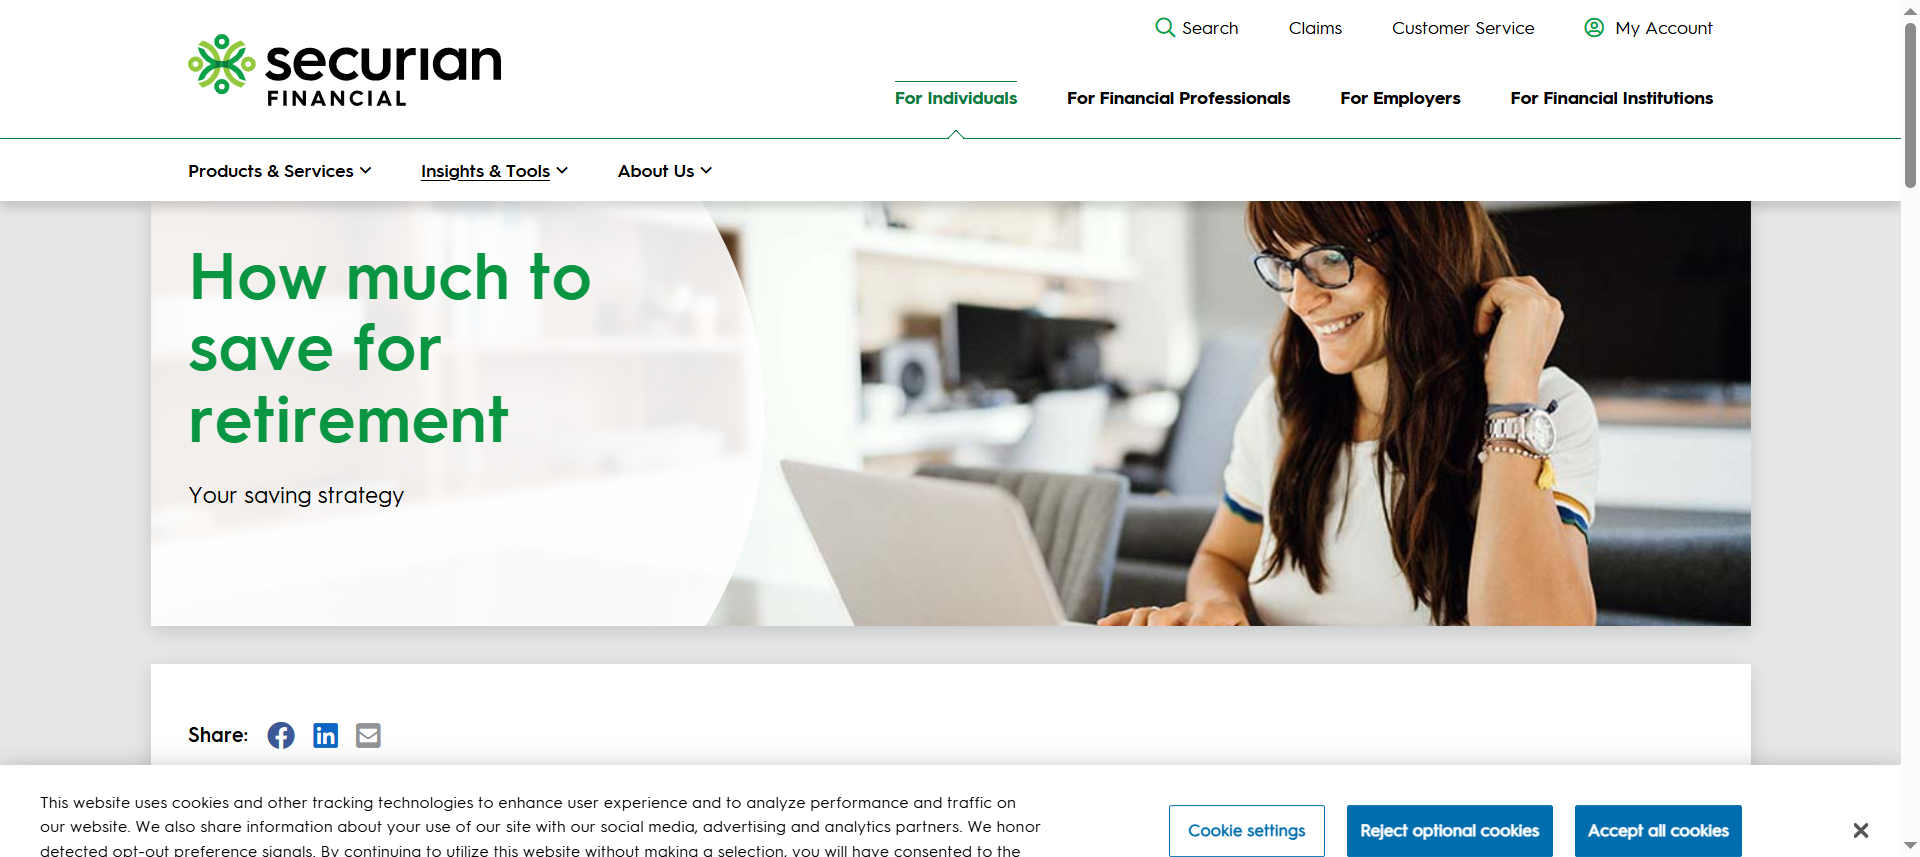 Search
Claims
Customer Service
My Account
securian
FINANCIAL
For Individuals
For Financial Professionals
For Employers
For Financial Institutions
Products & Services
Insights & Tools
About Us
How much to
save for
retirement
Your saving strategy
Share:
This website uses cookies and other tracking technologies to enhance user experience and to analyze performance and traffic on
our website. We also share information about your use of our site with our social media, advertising and analytics partners. We honor
detected opt-out preference signals. By continuing to utilize this website without making a selection, you will have consented to the
Cookie settings
Reject optional cookies
Accept all cookies